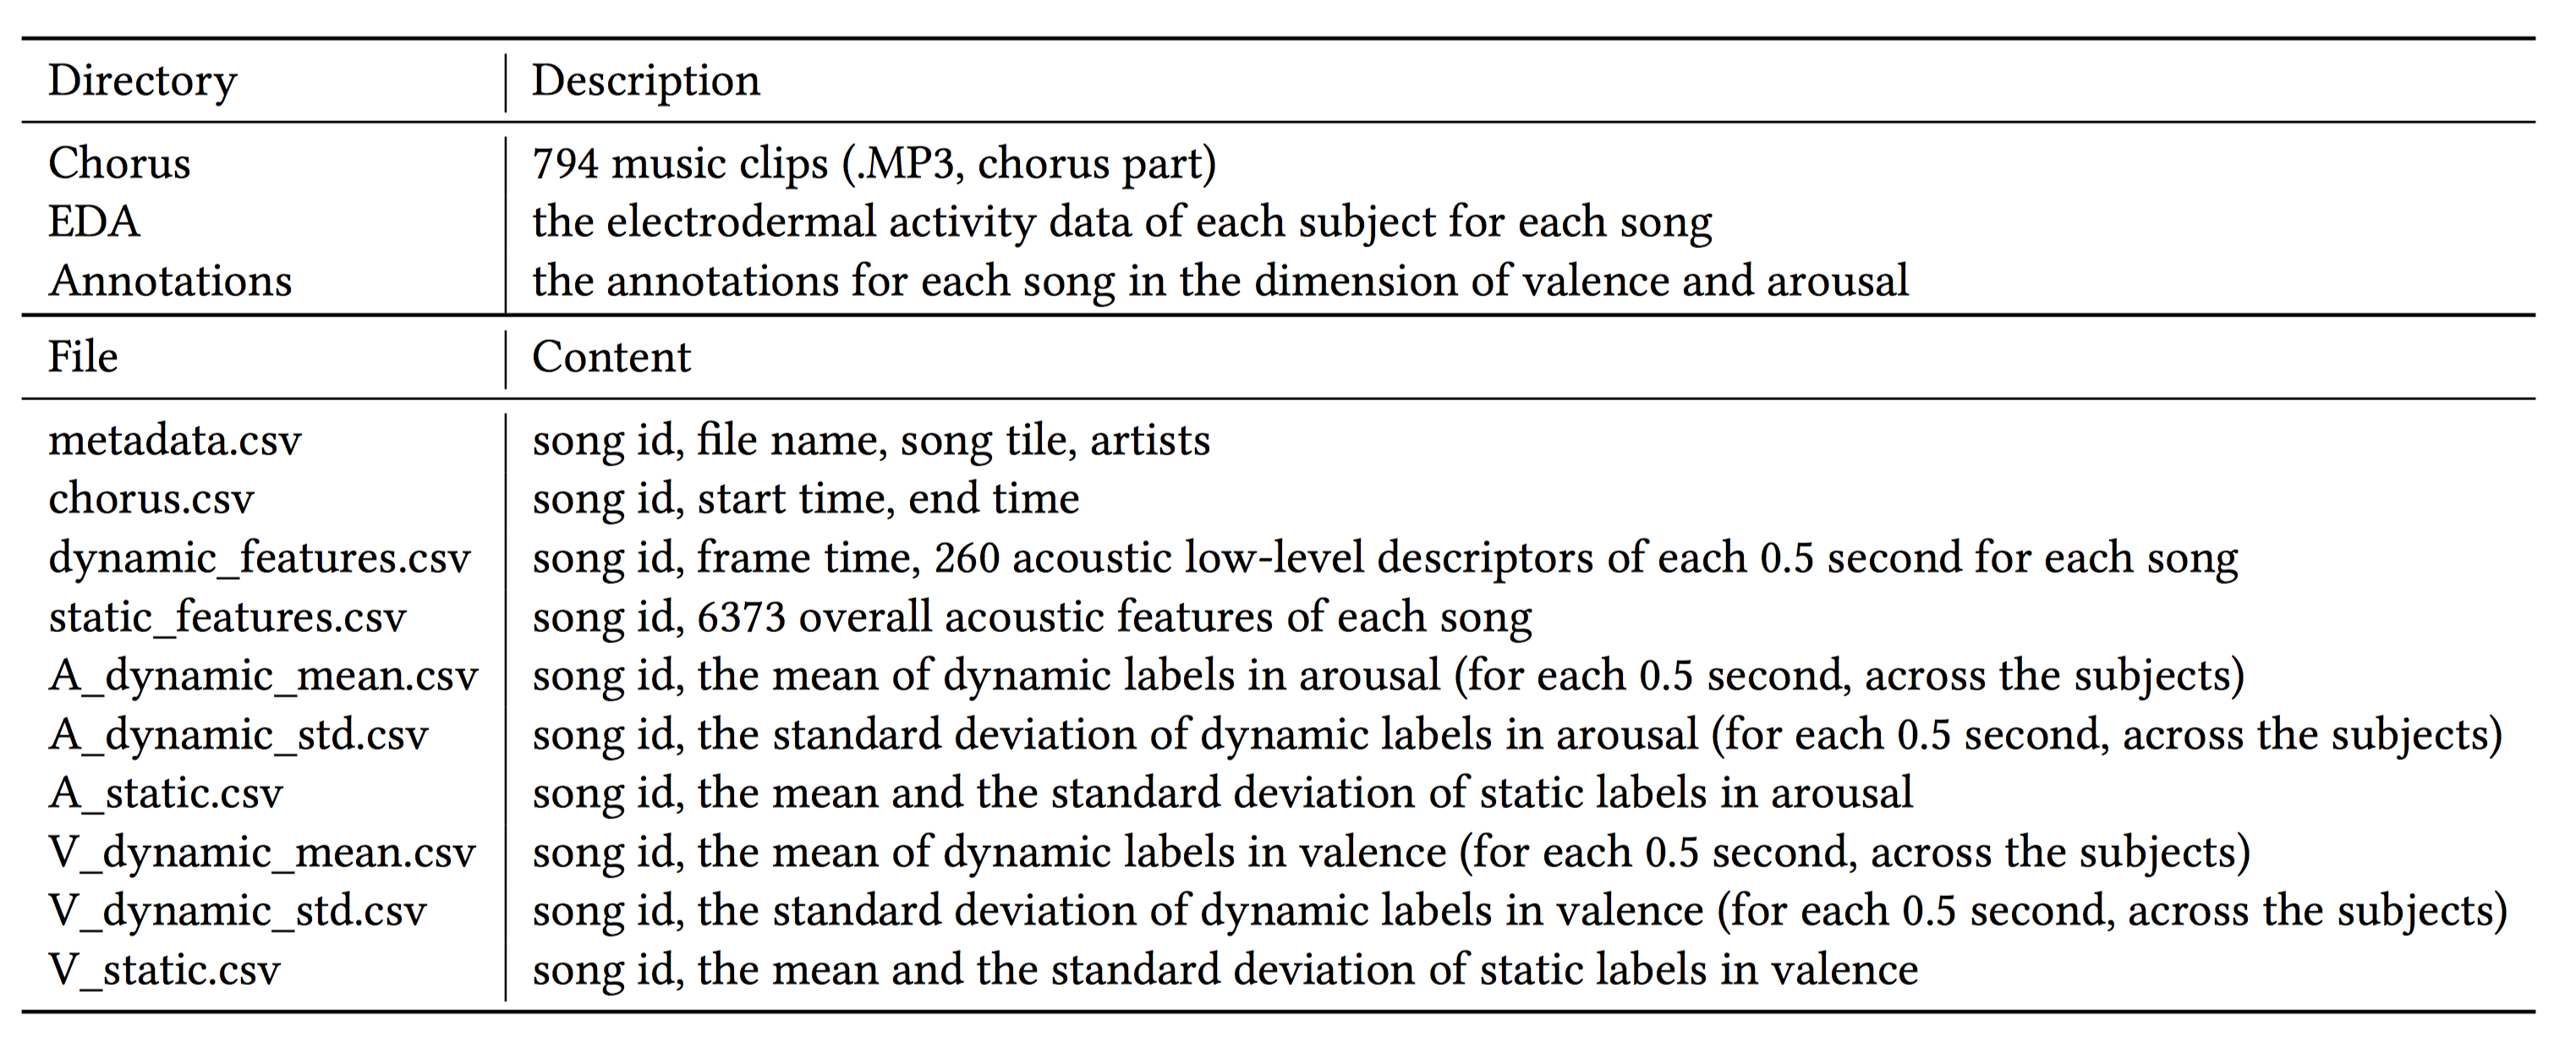 Directory Description
Chorus 794 music clips (.MP3, chorus part)
EDA the electrodermal activity data of each subject for each song
Annotations the annotations for each song in the dimension of valence and arousal
File Content
metadata.csv song id, file name, song tile, artists
chorus.csv song id, start time, end time
dynamic_features.csv song id, frame time, 260 acoustic low-level descriptors of each 0.5 second for each song
static_features.csv song id, 6373 overall acoustic features of each song
A_dynamic_mean.csv song id, the mean of dynamic labels in arousal (for each 0.5 second, across the subjects)
A_dynamic_std.csv song id, the standard deviation of dynamic labels in arousal (for each 0.5 second, across the subjects)
A_static.csv song id, the mean and the standard deviation of static labels in arousal
V_dynamic_mean.csv song id, the mean of dynamic labels in valence (for each 0.5 second, across the subjects)
V_dynamic_std.csv song id, the standard deviation of dynamic labels in valence (for each 0.5 second, across the subjects)
V_static.csv song id, the mean and the standard deviation of static labels in valence